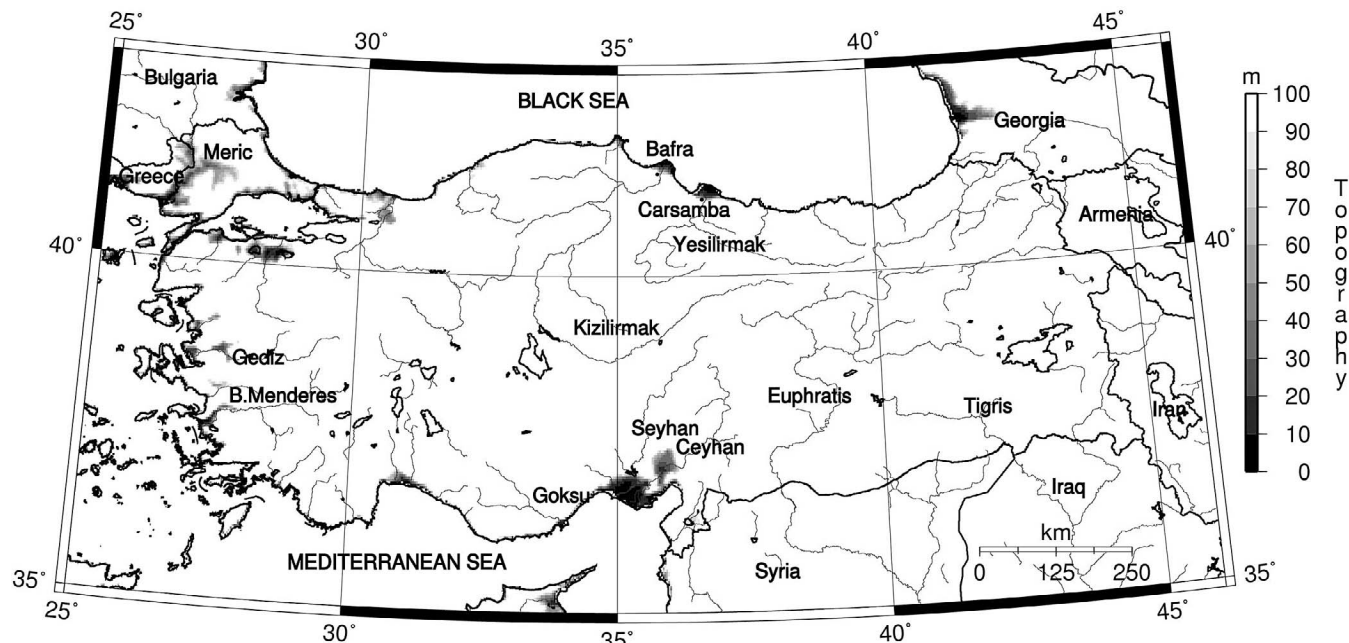 25˚
30˚
35˚
40˚
45˚
Bulgaria
BLACK SEA
Georgia
Meric
Bafra
Greece
Carsamba
Armenia
Yesilirmak
40˚
40˚
Kizilirmak
Gediz
B.Menderes
Euphratis
Tigris
Iran
Seyhan
Ceyhan
Goksu
Iraq
MEDITERRANEAN SEA
Syria
km
0 125 250
35˚
35˚
25˚
30˚
35˚
40˚
45˚
m
100
90
80
70
60
50
40
30
20
10
0
Topography